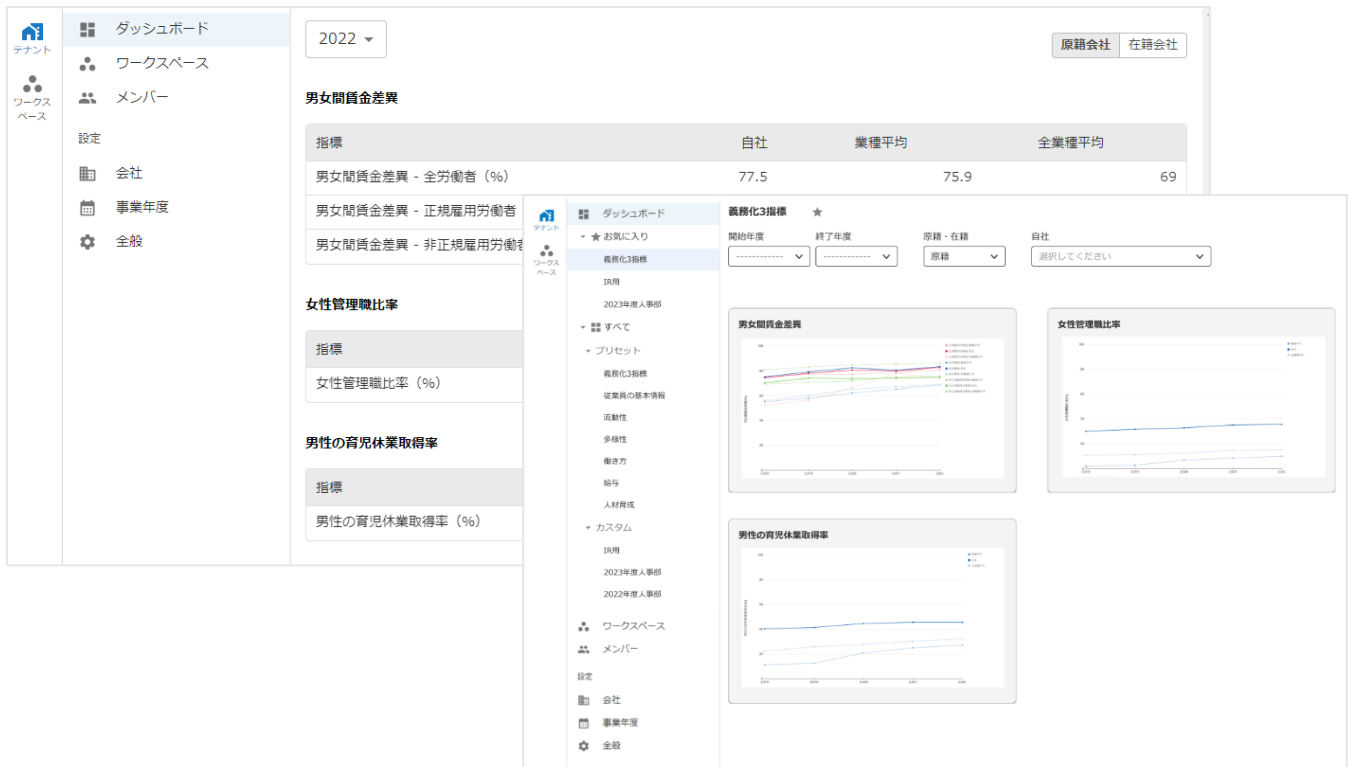 テナント
ワークス
ペース
ダッシュボード
ワークスペース
メンバー
設定
会社
事業年度
全般
2022
原籍会社 在籍会社
男女間賃金差異
指標 自社 業種平均 全業種平均
男女間賃金差異 - 全労働者（%） 77.5 75.9 69
男女間賃金差異 - 正規雇用労働者
男女間賃金差異 - 非正規雇用労働者
女性管理職比率
指標
女性管理職比率（%）
男性の育児休業取得率
指標
男性の育児休業取得率（%）
テナント
ワークス
ペース
ダッシュボード
お気に入り
義務化3指標
IR用
2023年度人事部
すべて
プリセット
義務化3指標
従業員の基本情報
流動性
多様性
働き方
給与
人材育成
カスタム
IR用
2023年度人事部
2022年度人事部
ワークスペース
メンバー
設定
会社
事業年度
全般
義務化3指標 ★
開始年度 終了年度 原籍・在籍 自社
------------ ------------ 原籍 選択してください
男女間賃金差異
女性管理職比率
男性の育児休業取得率